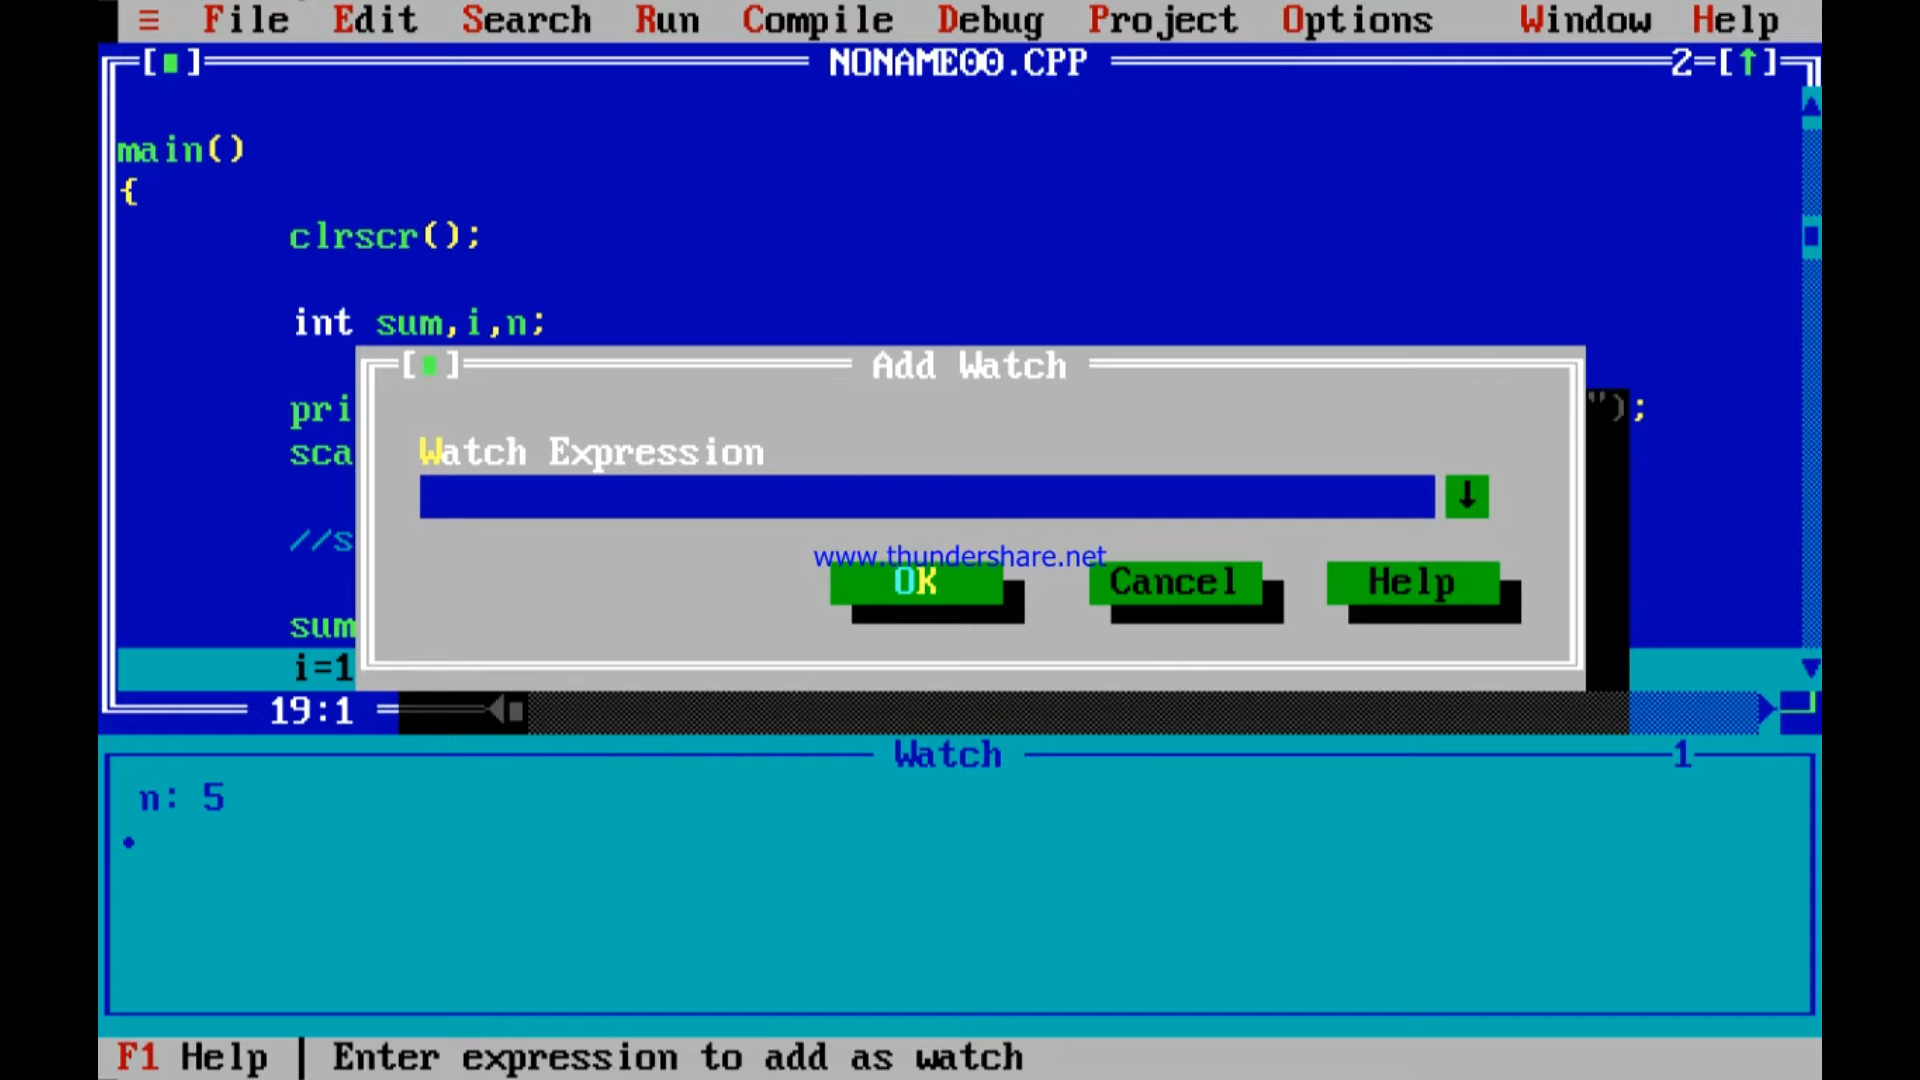 ≡ File Edit Search Run Compile Debug Project Options Window Help
[■] NONAME00.CPP 2=[↑]
main()
{
clrscr();
int sum,i,n;
[■] Add Watch
pri ");
Watch Expression
sca
↓
//S
www.thundershare.net
OK Cancel Help
sum
i=1
19:1
Watch 1
n: 5
•
F1 Help | Enter expression to add as watch